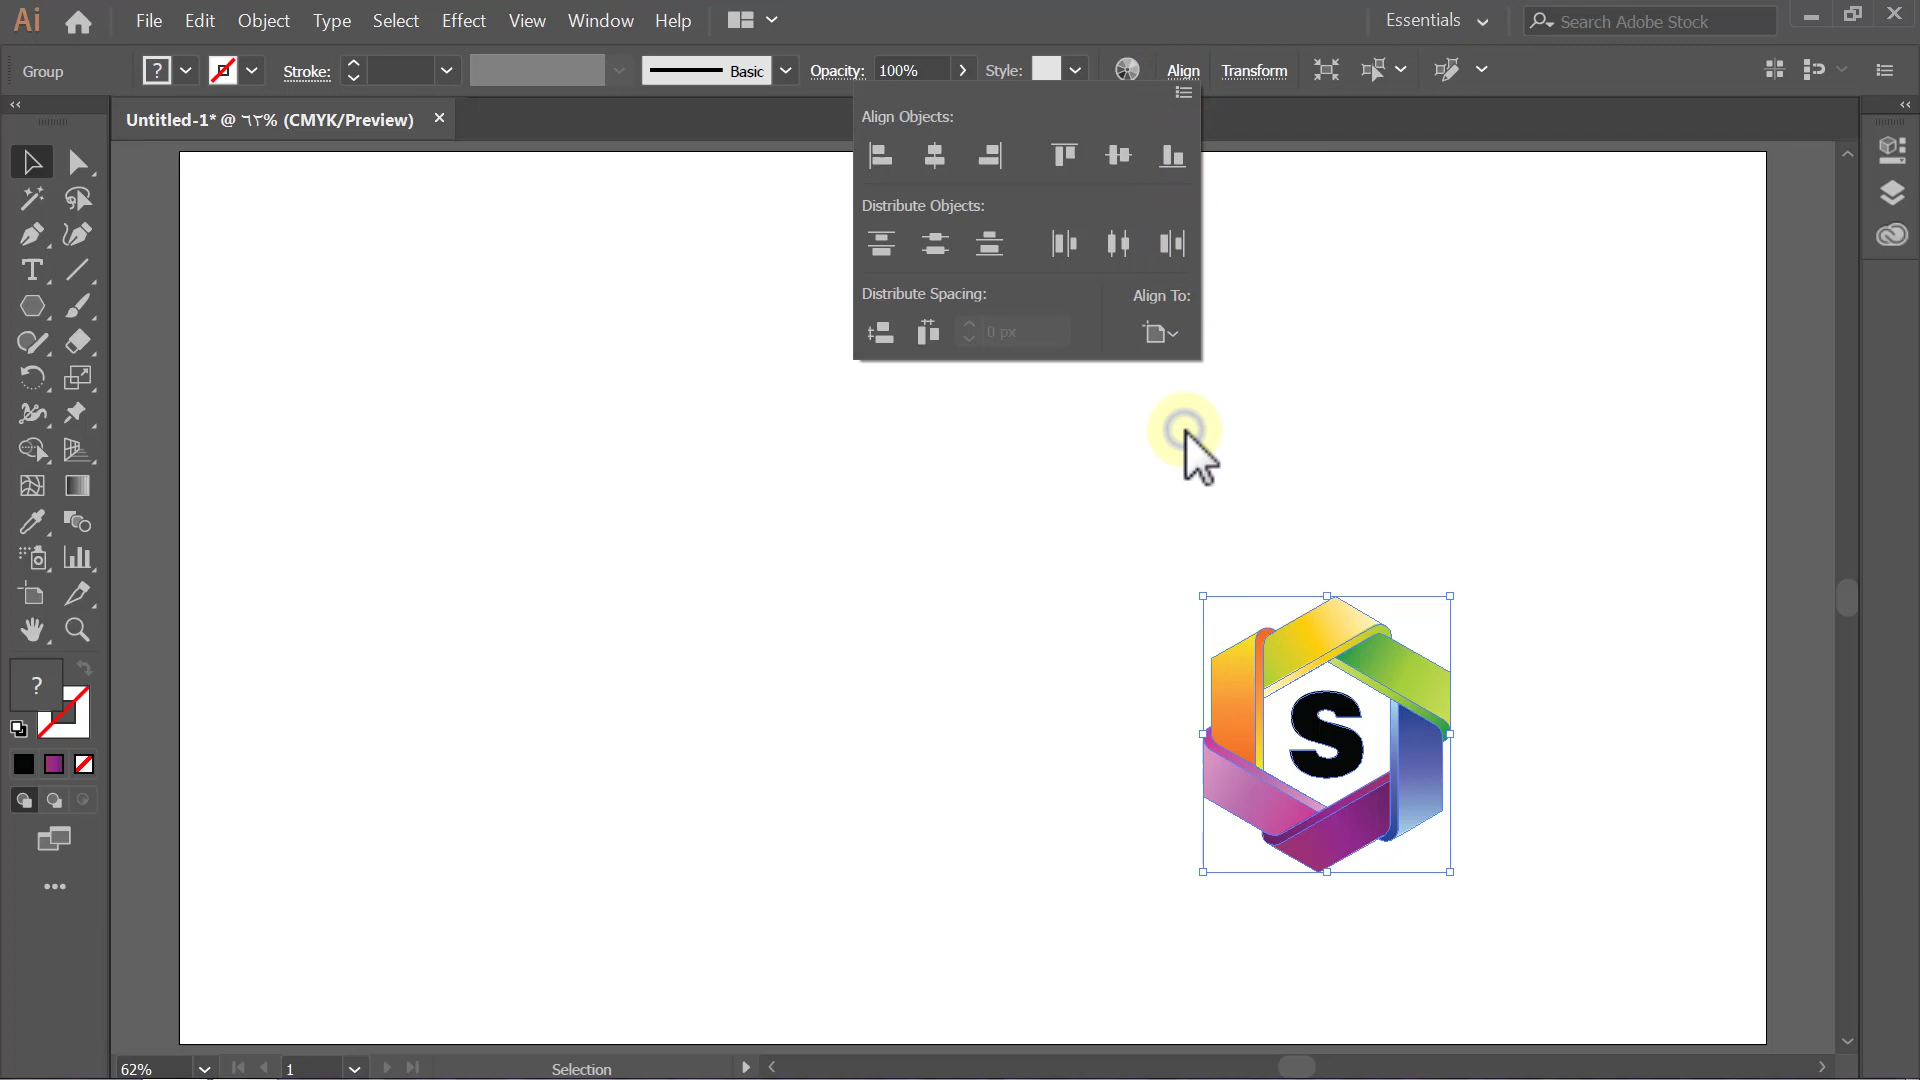 Ai File Edit Object Type Select Effect View Window Help Essentials Search Adobe Stock
Group ? Stroke: Basic Opacity: 100% Style: Align Transform
Untitled-1* @ ٦٢% (CMYK/Preview) ×
Align Objects:
Distribute Objects:
Distribute Spacing: Align To:
0 px
?
S
62% 1 Selection